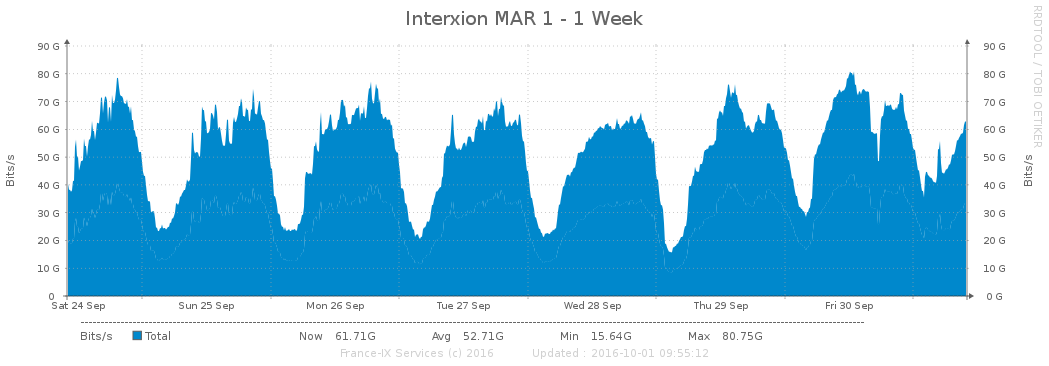 Interxion MAR 1 - 1 Week
RRDTOOL / TOBI OETIKER
90 G 90 G
80 G 80 G
70 G 70 G
60 G 60 G
50 G 50 G
40 G 40 G
30 G 30 G
20 G 20 G
10 G 10 G
0 0 G
Bits/s
Bits/s
Sat 24 Sep Sun 25 Sep Mon 26 Sep Tue 27 Sep Wed 28 Sep Thu 29 Sep Fri 30 Sep
Bits/s Total Now 61.71G Avg 52.71G Min 15.64G Max 80.75G
France-IX Services (c) 2016 Updated : 2016-10-01 09:55:12